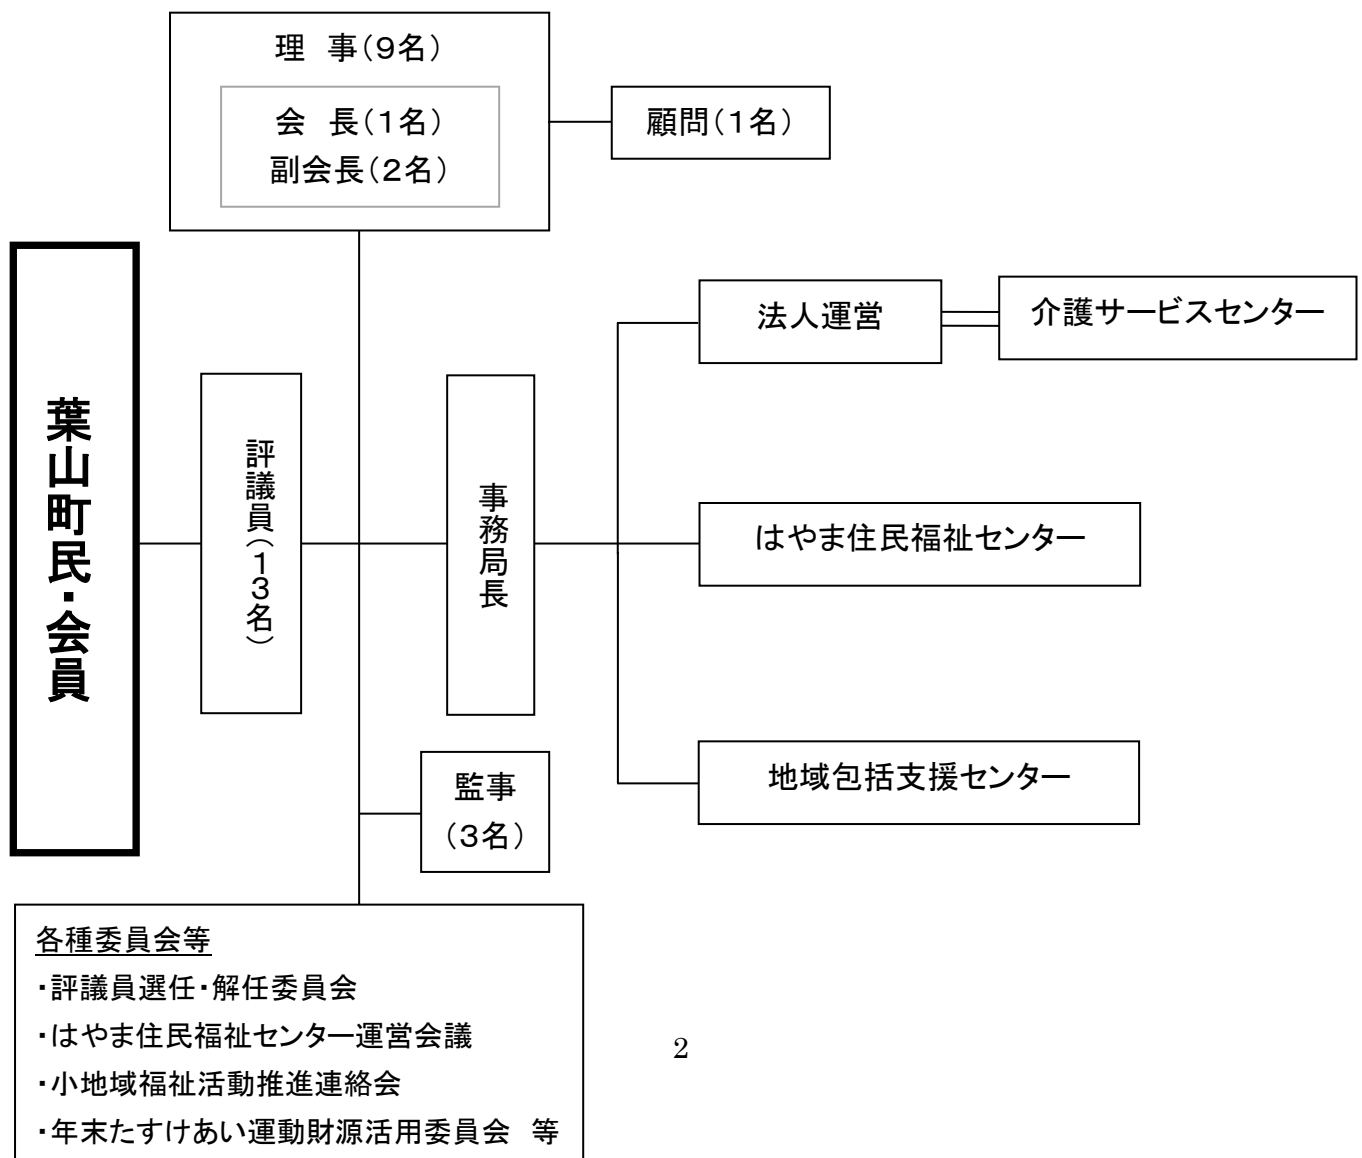 理　事（９名）
会　長（１名）
副会長（２名）
顧問（１名）
葉山町民・会員
評議員（１３名）
事務局長
法人運営
介護サービスセンター
はやま住民福祉センター
地域包括支援センター
監事
（３名）
各種委員会等
・評議員選任・解任委員会
・はやま住民福祉センター運営会議
・小地域福祉活動推進連絡会
・年末たすけあい運動財源活用委員会　等
2